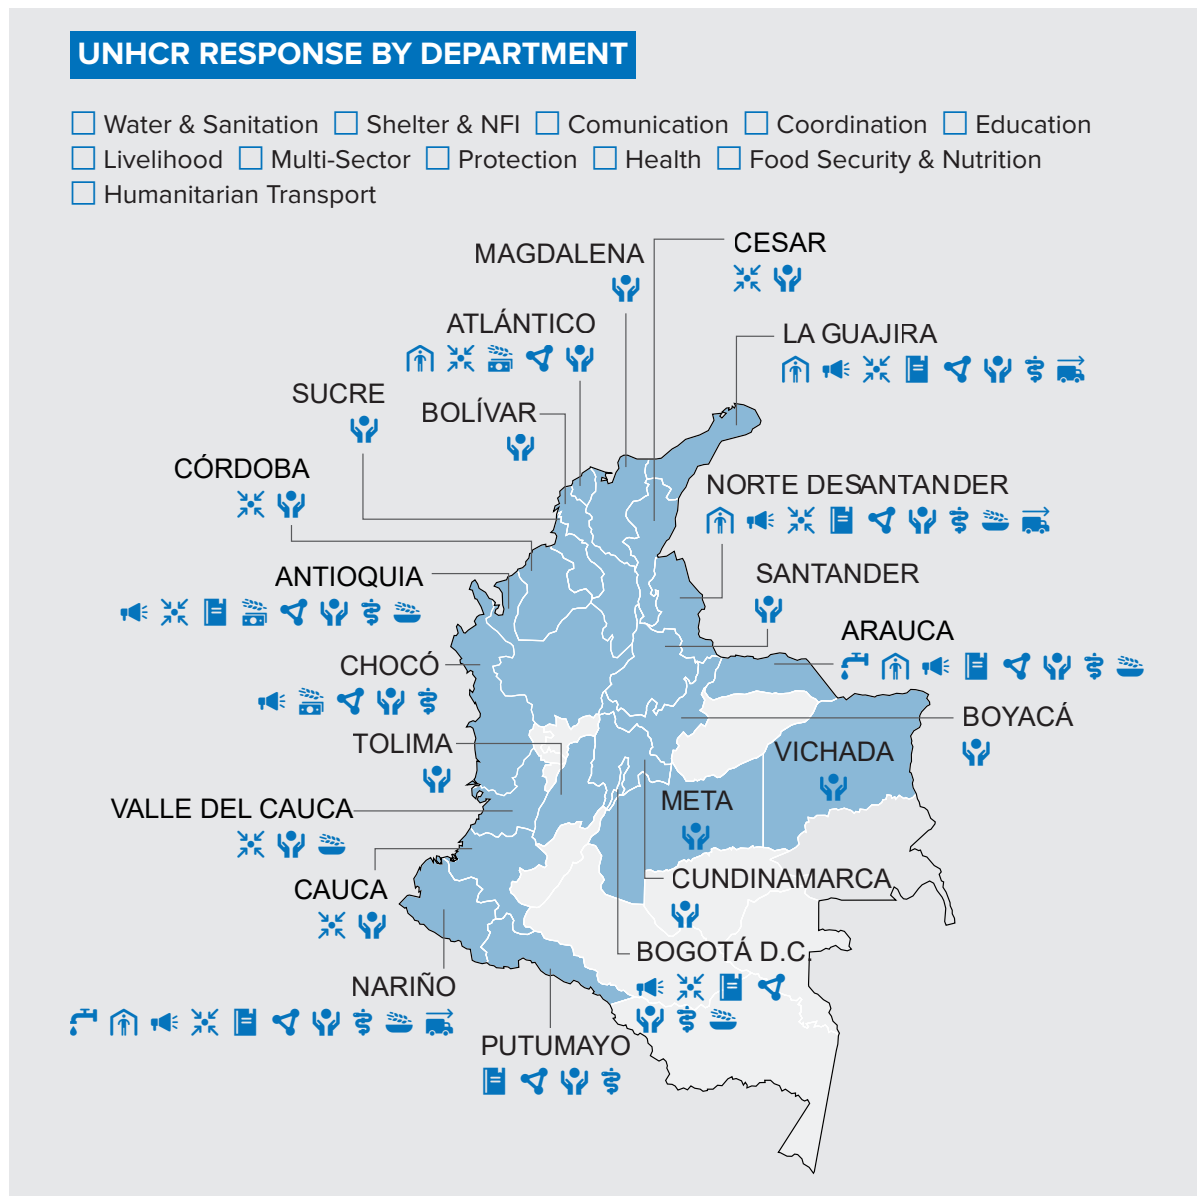 UNHCR RESPONSE BY DEPARTMENT
Water & Sanitation Shelter & NFI Comunication Coordination Education
Livelihood Multi-Sector Protection Health Food Security & Nutrition
Humanitarian Transport
CESAR
MAGDALENA
ATLÁNTICO
LA GUAJIRA
SUCRE
BOLÍVAR
CÓRDOBA
NORTE DESANTANDER
ANTIOQUIA
SANTANDER
ARAUCA
CHOCÓ
BOYACÁ
TOLIMA
VICHADA
META
VALLE DEL CAUCA
CUNDINAMARCA
CAUCA
BOGOTÁ D.C.
NARIÑO
PUTUMAYO